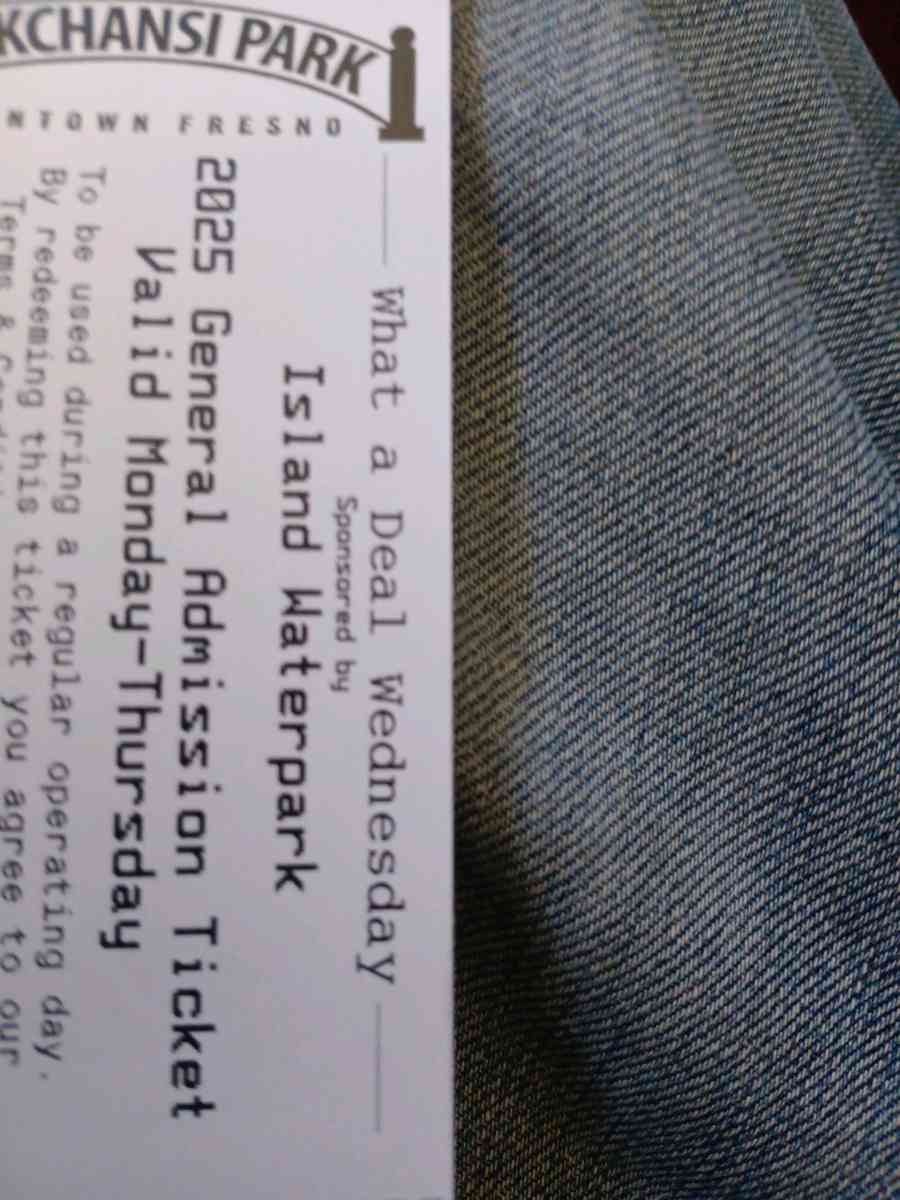 KCHANSI PARK
NTOWN FRESNO
What a Deal Wednesday
Sponsored by
Island Waterpark
2025 General Admission Ticket
Valid Monday-Thursday
To be used during a regular operating day.
By redeeming this ticket you agree to our
Terms &